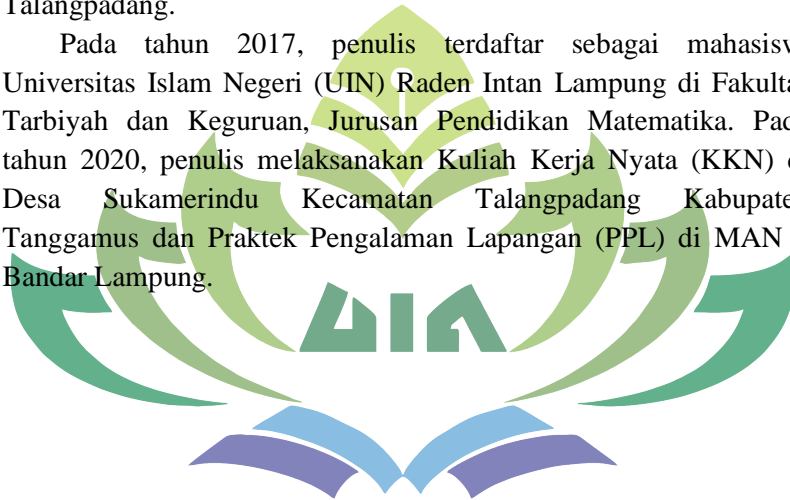 Talangpadang.
Pada tahun 2017, penulis terdaftar sebagai mahasisw
Universitas Islam Negeri (UIN) Raden Intan Lampung di Fakulta
Tarbiyah dan Keguruan, Jurusan Pendidikan Matematika. Pad
tahun 2020, penulis melaksanakan Kuliah Kerja Nyata (KKN) d
Desa Sukamerindu Kecamatan Talangpadang Kabupate
Tanggamus dan Praktek Pengalaman Lapangan (PPL) di MAN
Bandar Lampung.
UIN